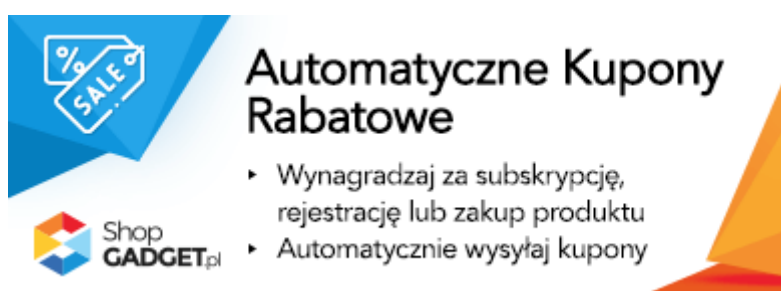 %
SALE
Automatyczne Kupony
Rabatowe
‣ Wynagradzaj za subskrypcję,
rejestrację lub zakup produktu
‣ Automatycznie wysyłaj kupony
Shop
GADGET.pl